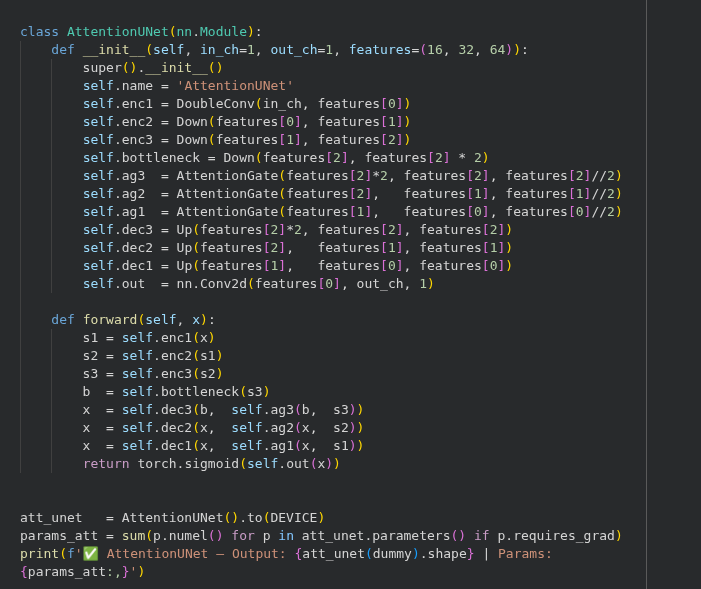 class AttentionUNet(nn.Module):
    def __init__(self, in_ch=1, out_ch=1, features=(16, 32, 64)):
        super().__init__()
        self.name = 'AttentionUNet'
        self.enc1 = DoubleConv(in_ch, features[0])
        self.enc2 = Down(features[0], features[1])
        self.enc3 = Down(features[1], features[2])
        self.bottleneck = Down(features[2], features[2] * 2)
        self.ag3  = AttentionGate(features[2]*2, features[2], features[2]//2)
        self.ag2  = AttentionGate(features[2],   features[1], features[1]//2)
        self.ag1  = AttentionGate(features[1],   features[0], features[0]//2)
        self.dec3 = Up(features[2]*2, features[2], features[2])
        self.dec2 = Up(features[2],   features[1], features[1])
        self.dec1 = Up(features[1],   features[0], features[0])
        self.out  = nn.Conv2d(features[0], out_ch, 1)

    def forward(self, x):
        s1 = self.enc1(x)
        s2 = self.enc2(s1)
        s3 = self.enc3(s2)
        b  = self.bottleneck(s3)
        x  = self.dec3(b,  self.ag3(b,  s3))
        x  = self.dec2(x,  self.ag2(x,  s2))
        x  = self.dec1(x,  self.ag1(x,  s1))
        return torch.sigmoid(self.out(x))


att_unet   = AttentionUNet().to(DEVICE)
params_att = sum(p.numel() for p in att_unet.parameters() if p.requires_grad)
print(f'✅ AttentionUNet — Output: {att_unet(dummy).shape} | Params:
{params_att:,}')